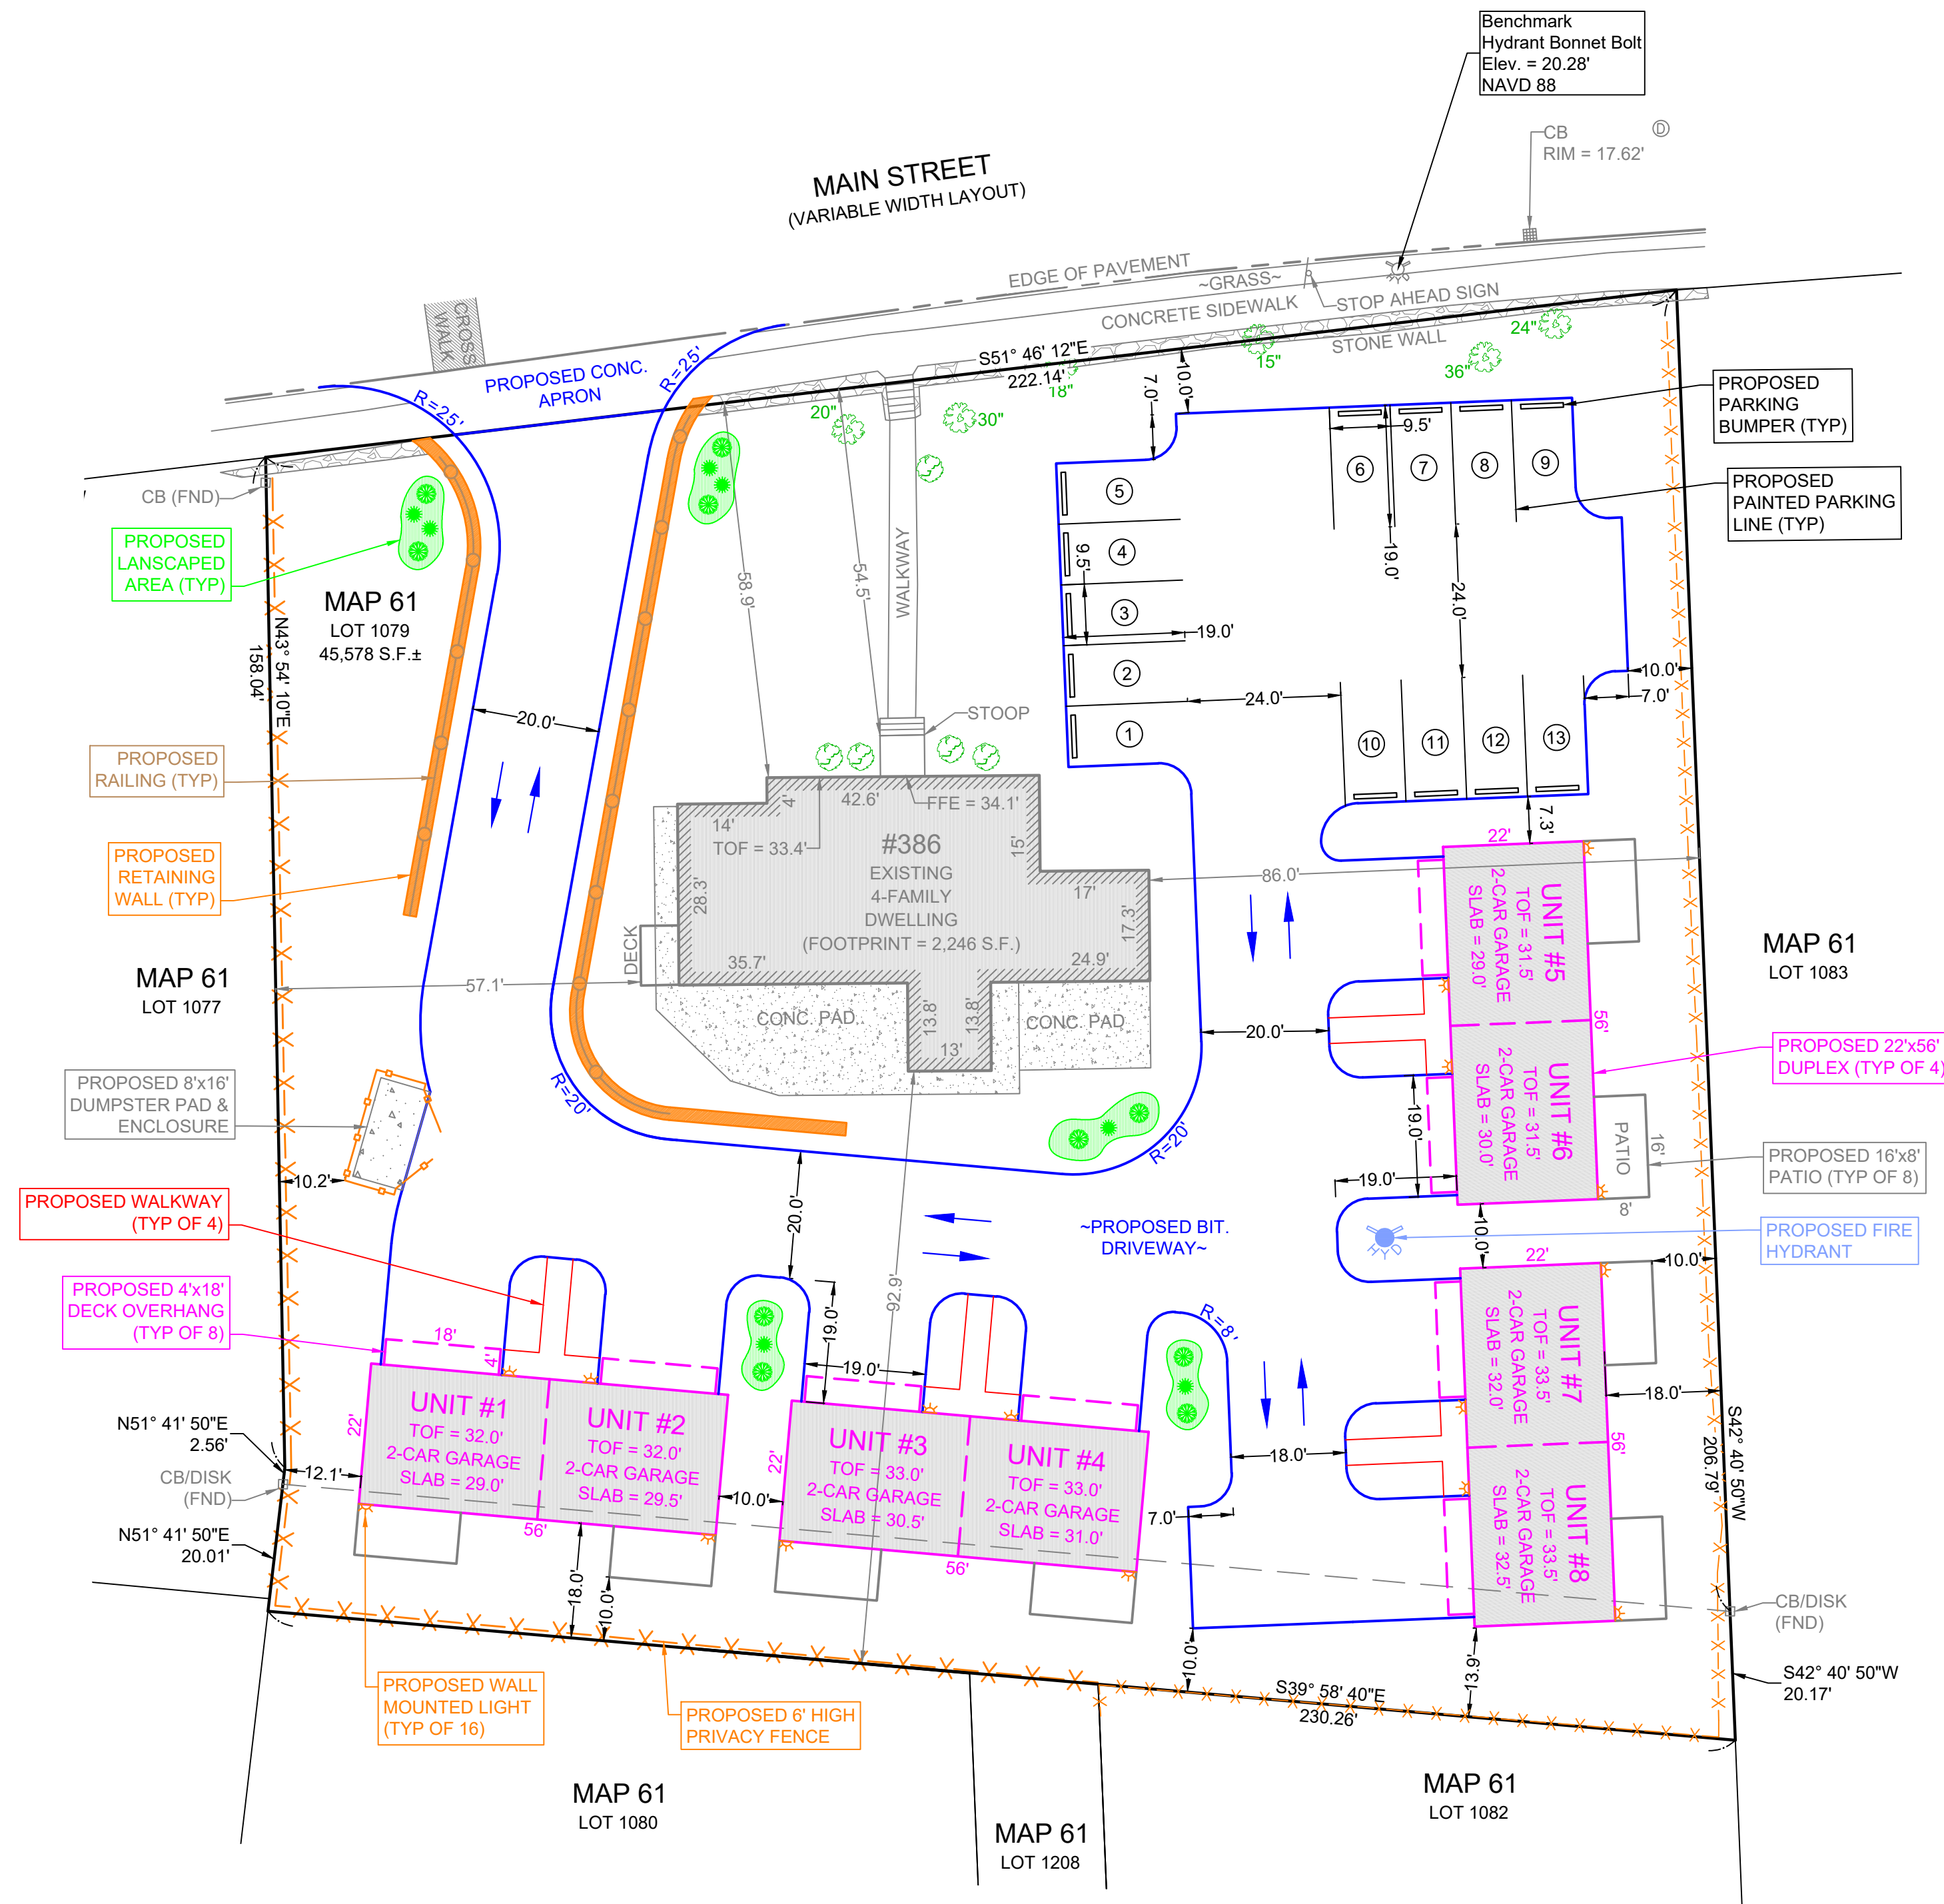 Benchmark
Hydrant Bonnet Bolt
Elev. = 20.28'
NAVD 88
CB
RIM = 17.62'
D
MAIN STREET
(VARIABLE WIDTH LAYOUT)
EDGE OF PAVEMENT
~GRASS~
CONCRETE SIDEWALK
STOP AHEAD SIGN
STONE WALL
HYD
CROSS
WALK
PROPOSED CONC.
APRON
R=25'
R=25'
S51° 46' 12"E
222.14'
20"
30"
18"
15"
36"
24"
7.0'
10.0'
PROPOSED
PARKING
BUMPER (TYP)
PROPOSED
PAINTED PARKING
LINE (TYP)
CB (FND)
PROPOSED
LANSCAPED
AREA (TYP)
MAP 61
LOT 1079
45,578 S.F.±
N43° 54' 10"E
158.04'
58.9'
54.5'
WALKWAY
STOOP
20.0'
5
4
3
2
1
9.5'
19.0'
24.0'
6
7
8
9
9.5'
19.0'
24.0'
10
11
12
13
10.0'
7.0'
7.3'
PROPOSED
RAILING (TYP)
PROPOSED
RETAINING
WALL (TYP)
42.6'
4'
FFE = 34.1'
14'
TOF = 33.4'
15'
#386
EXISTING
4-FAMILY
DWELLING
(FOOTPRINT = 2,246 S.F.)
28.3'
17'
17.3'
35.7'
24.9'
13.8'
13.8'
13'
DECK
CONC. PAD
CONC. PAD
57.1'
86.0'
MAP 61
LOT 1077
MAP 61
LOT 1083
22'
UNIT #5
TOF = 31.5'
2-CAR GARAGE
SLAB = 29.0'
UNIT #6
TOF = 31.5'
2-CAR GARAGE
SLAB = 30.0'
56'
20.0'
19.0'
19.0'
PATIO
16'
8'
PROPOSED 22'x56'
DUPLEX (TYP OF 4)
PROPOSED 16'x8'
PATIO (TYP OF 8)
PROPOSED FIRE
HYDRANT
HYD
10.0'
10.0'
22'
UNIT #7
TOF = 33.5'
2-CAR GARAGE
SLAB = 32.0'
UNIT #8
TOF = 33.5'
2-CAR GARAGE
SLAB = 32.5'
56'
18.0'
S42° 40' 50"W
206.79'
PROPOSED 8'x16'
DUMPSTER PAD &
ENCLOSURE
10.2'
R=20'
R=20'
20.0'
92.9'
~PROPOSED BIT.
DRIVEWAY~
PROPOSED WALKWAY
(TYP OF 4)
PROPOSED 4'x18'
DECK OVERHANG
(TYP OF 8)
18'
4'
22'
UNIT #1
TOF = 32.0'
2-CAR GARAGE
SLAB = 29.0'
UNIT #2
TOF = 32.0'
2-CAR GARAGE
SLAB = 29.5'
56'
19.0'
19.0'
10.0'
22'
UNIT #3
TOF = 33.0'
2-CAR GARAGE
SLAB = 30.5'
UNIT #4
TOF = 33.0'
2-CAR GARAGE
SLAB = 31.0'
56'
R=8'
18.0'
7.0'
N51° 41' 50"E
2.56'
CB/DISK
(FND)
12.1'
N51° 41' 50"E
20.01'
18.0'
10.0'
10.0'
13.9'
CB/DISK
(FND)
S42° 40' 50"W
20.17'
S39° 58' 40"E
230.26'
PROPOSED WALL
MOUNTED LIGHT
(TYP OF 16)
PROPOSED 6' HIGH
PRIVACY FENCE
MAP 61
LOT 1080
MAP 61
LOT 1208
MAP 61
LOT 1082